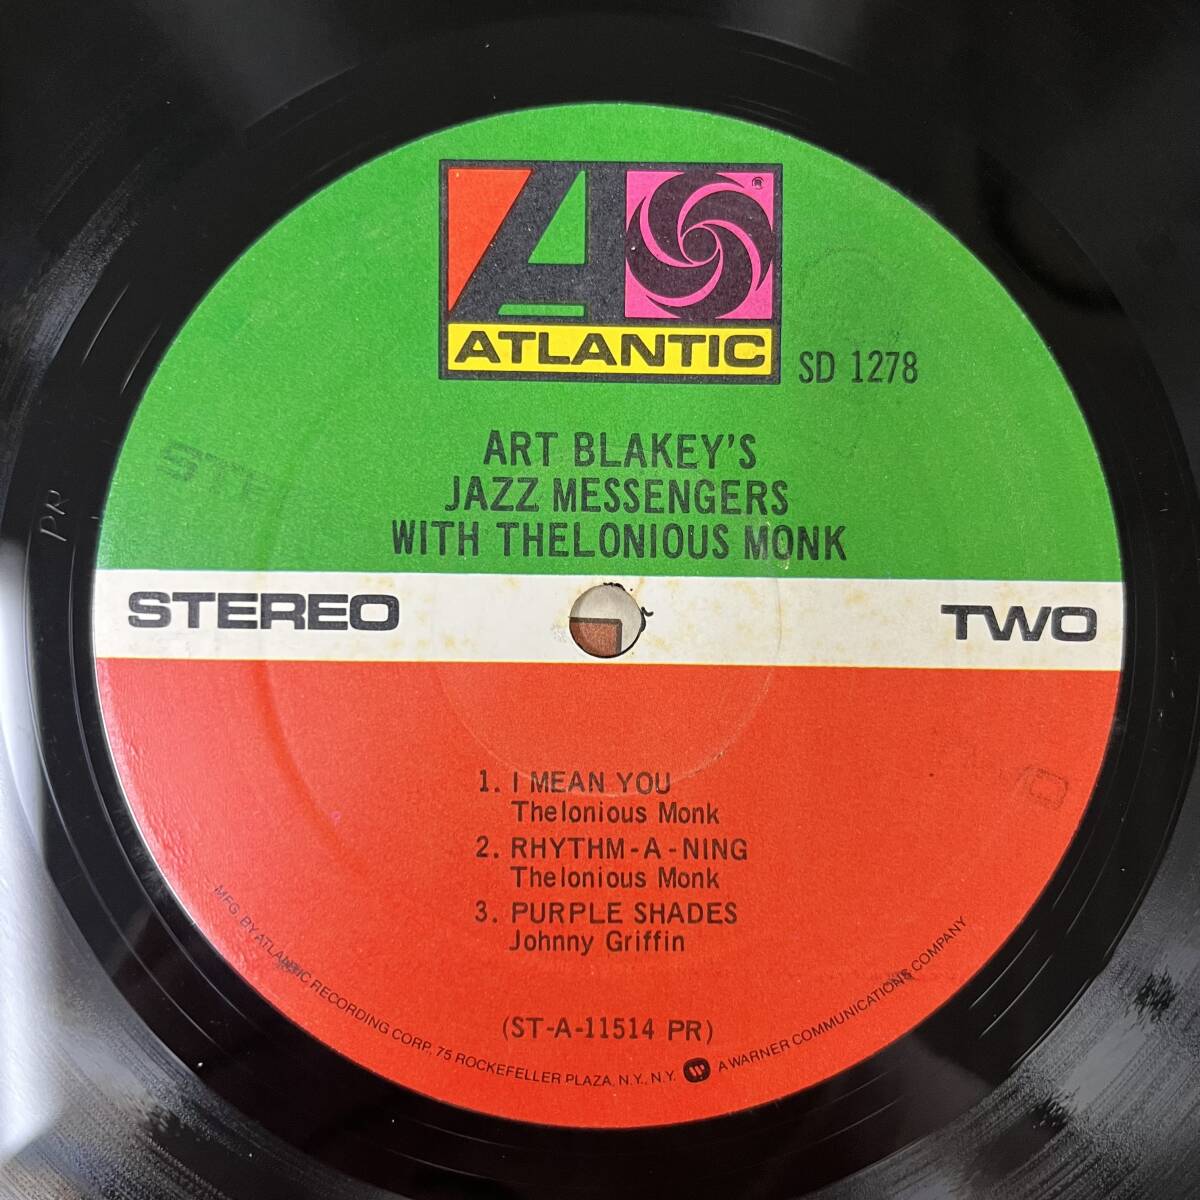 ATLANTIC
®
SD 1278
ART BLAKEY'S
JAZZ MESSENGERS
WITH THELONIOUS MONK
STE
PR
STEREO
TWO
1. I MEAN YOU
Thelonious Monk
2. RHYTHM-A-NING
Thelonious Monk
3. PURPLE SHADES
Johnny Griffin
(ST-A-11514 PR)
MFG. BY ATLANTIC RECORDING CORP., 75 ROCKEFELLER PLAZA, N.Y., N.Y. A WARNER COMMUNICATIONS COMPANY